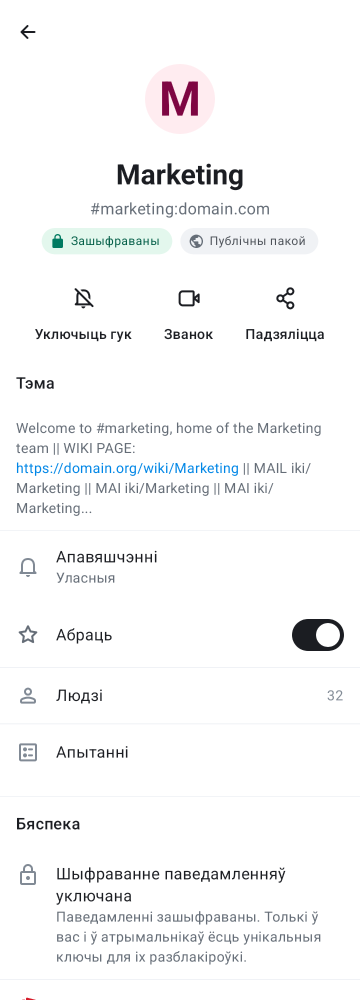 M
Marketing
#marketing:domain.com
Зашыфраваны
Публічны пакой
Уключыць гук
Званок
Падзяліцца
Тэма
Welcome to #marketing, home of the Marketing
team || WIKI PAGE:
https://domain.org/wiki/Marketing || MAIL iki/
Marketing || MAI iki/Marketing || MAI iki/
Marketing...
Апавяшчэнні
Уласныя
Абраць
Людзі 32
Апытанні
Бяспека
Шыфраванне паведамленняў
уключана
Паведамленні зашыфраваны. Толькі ў
вас і ў атрымальнікаў ёсць унікальныя
ключы для іх разблакіроўкі.